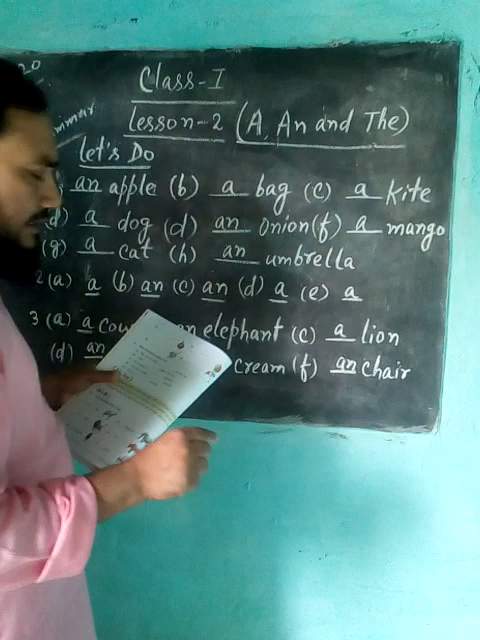 Class-I
Lesson-2 (A, An and The)
Let's Do
an apple (b) a bag (c) a kite
(d) a dog (d) an onion (f) a mango
(g) a cat (h) an umbrella
2 (a) a (b) an (c) an (d) a (e) a
3 (a) a an elephant (c) a lion
(d) an cream (f) an chair